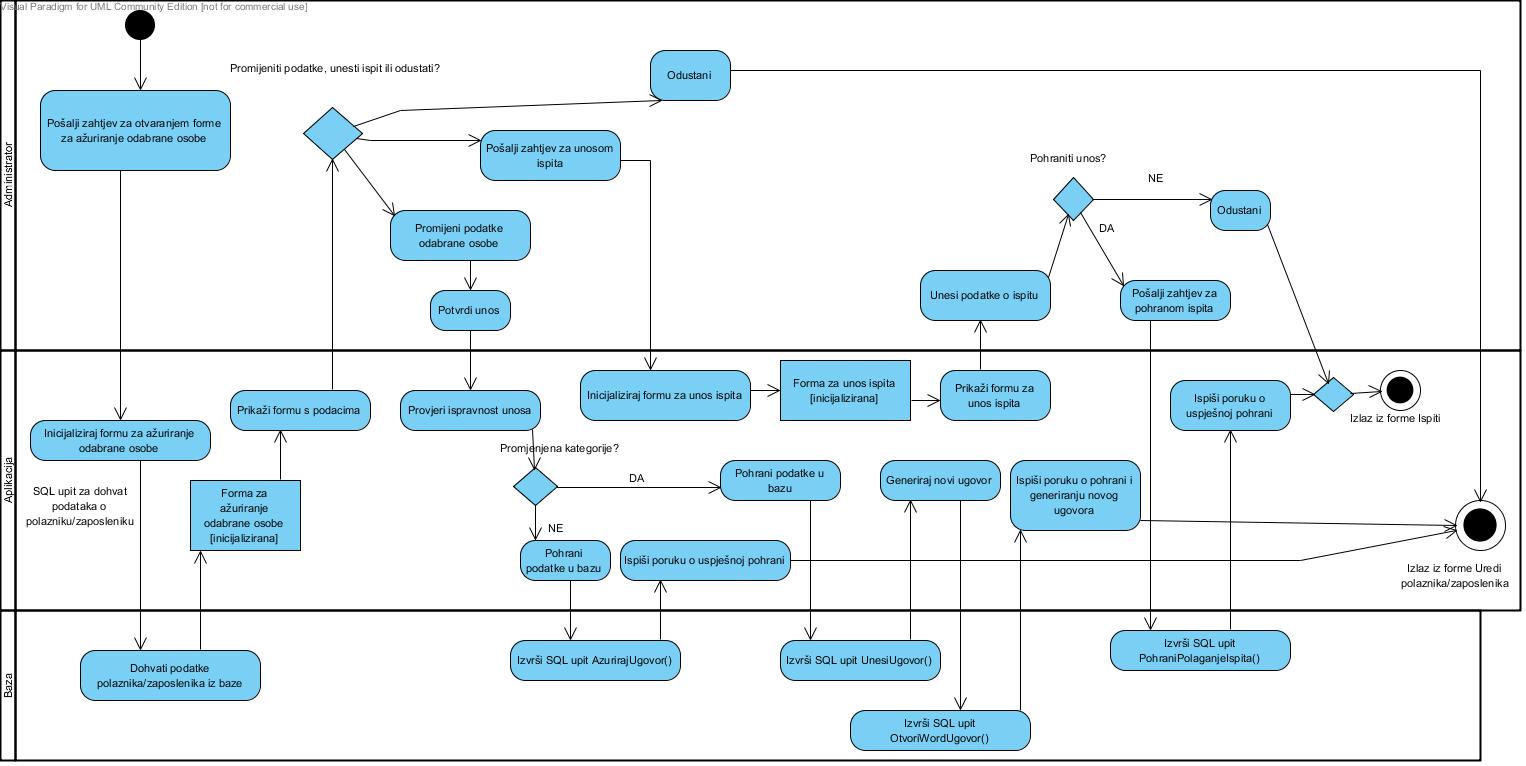 Visual Paradigm for UML Community Edition [not for commercial use]
Administrator
Promijeniti podatke, unesti ispit ili odustati?
Odustani
Pošalji zahtjev za otvaranjem forme
za ažuriranje odabrane osobe
Pošalji zahtjev za unosom
ispita
Pohraniti unos?
NE
Odustani
DA
Promijeni podatke
odabrane osobe
Potvrdi unos
Unesi podatke o ispitu
Pošalji zahtjev za
pohranom ispita
Aplikacija
Prikaži formu s podacima
Provjeri ispravnost unosa
Inicijaliziraj formu za unos ispita
Forma za unos ispita
[inicijalizirana]
Prikaži formu za
unos ispita
Ispiši poruku o
uspješnoj pohrani
Izlaz iz forme Ispiti
Inicijaliziraj formu za ažuriranje
odabrane osobe
Promjenjena kategorije?
DA
Pohrani podatke u
bazu
Generiraj novi ugovor
Ispiši poruku o pohrani i
generiranju novog
ugovora
SQL upit za dohvat
podataka o
polazniku/zaposleniku
Forma za
ažuriranje
odabrane osobe
[inicijalizirana]
NE
Pohrani
podatke u bazu
Ispiši poruku o uspješnoj pohrani
Izlaz iz forme Uredi
polaznika/zaposlenika
Baza
Dohvati podatke
polaznika/zaposlenika iz baze
Izvrši SQL upit AzurirajUgovor()
Izvrši SQL upit UnesiUgovor()
Izvrši SQL upit
PohraniPolaganjeIspita()
Izvrši SQL upit
OtvoriWordUgovor()